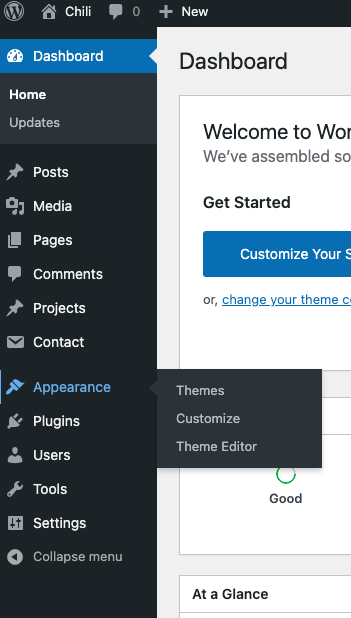 Chili 0 New
Dashboard
Home
Updates
Posts
Media
Pages
Comments
Projects
Contact
Appearance
Plugins
Users
Tools
Settings
Collapse menu
Themes
Customize
Theme Editor
Dashboard
Welcome to Wor
We've assembled so
Get Started
Customize Your S
or, change your theme co
Good
At a Glance